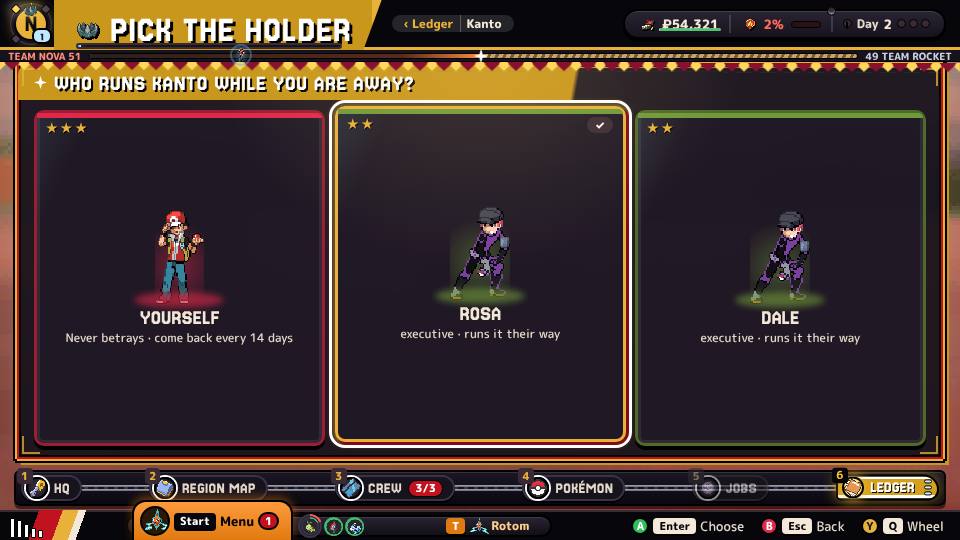 1
PICK THE HOLDER
‹ Ledger Kanto
₽54,321
2%
Day 2
TEAM NOVA 51
49 TEAM ROCKET
WHO RUNS KANTO WHILE YOU ARE AWAY?
YOURSELF
Never betrays · come back every 14 days
ROSA
executive · runs it their way
DALE
executive · runs it their way
1 HQ
2 REGION MAP
3 CREW 3/3
4 POKÉMON
5 JOBS
6 LEDGER
Start Menu 1
T Rotom
A Enter Choose
B Esc Back
Y Q Wheel